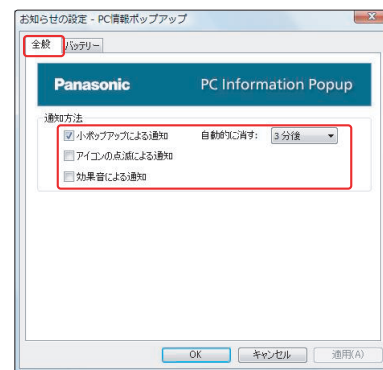 お知らせの設定 - PC情報ポップアップ
全般 バッテリー
Panasonic PC Information Popup
通知方法
小ポップアップによる通知 自動的に消す: 3 分後
アイコンの点滅による通知
効果音による通知
OK キャンセル 適用(A)